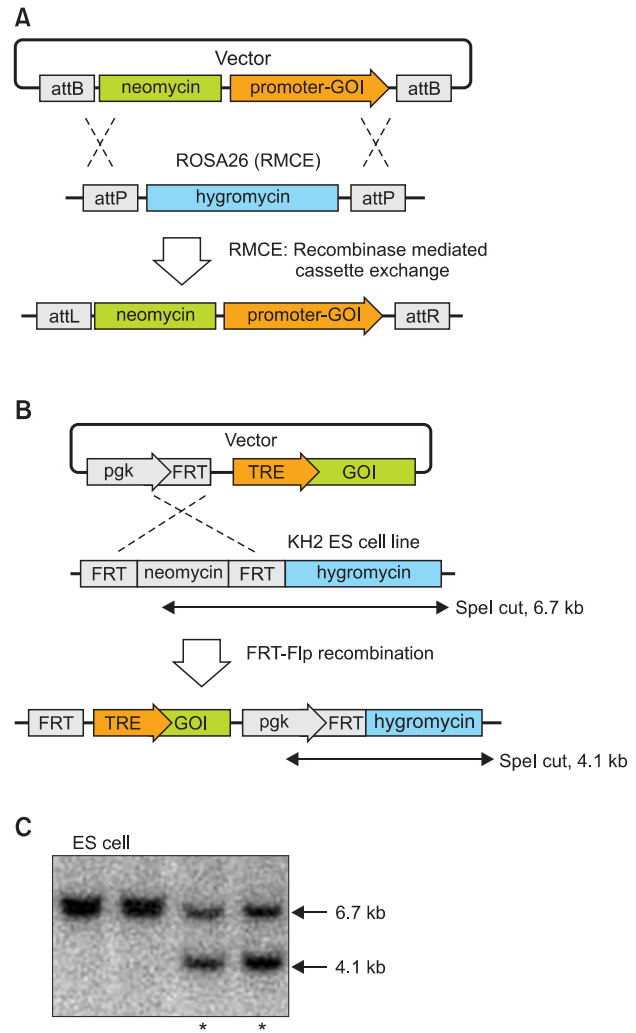 A
Vector
attB neomycin promoter-GOI attB
ROSA26 (RMCE)
attP hygromycin attP
RMCE: Recombinase mediated
cassette exchange
attL neomycin promoter-GOI attR
B
Vector
pgk FRT TRE GOI
KH2 ES cell line
FRT neomycin FRT hygromycin
SpeI cut, 6.7 kb
FRT-Flp recombination
FRT TRE GOI pgk FRT hygromycin
SpeI cut, 4.1 kb
C
ES cell
6.7 kb
4.1 kb
* *